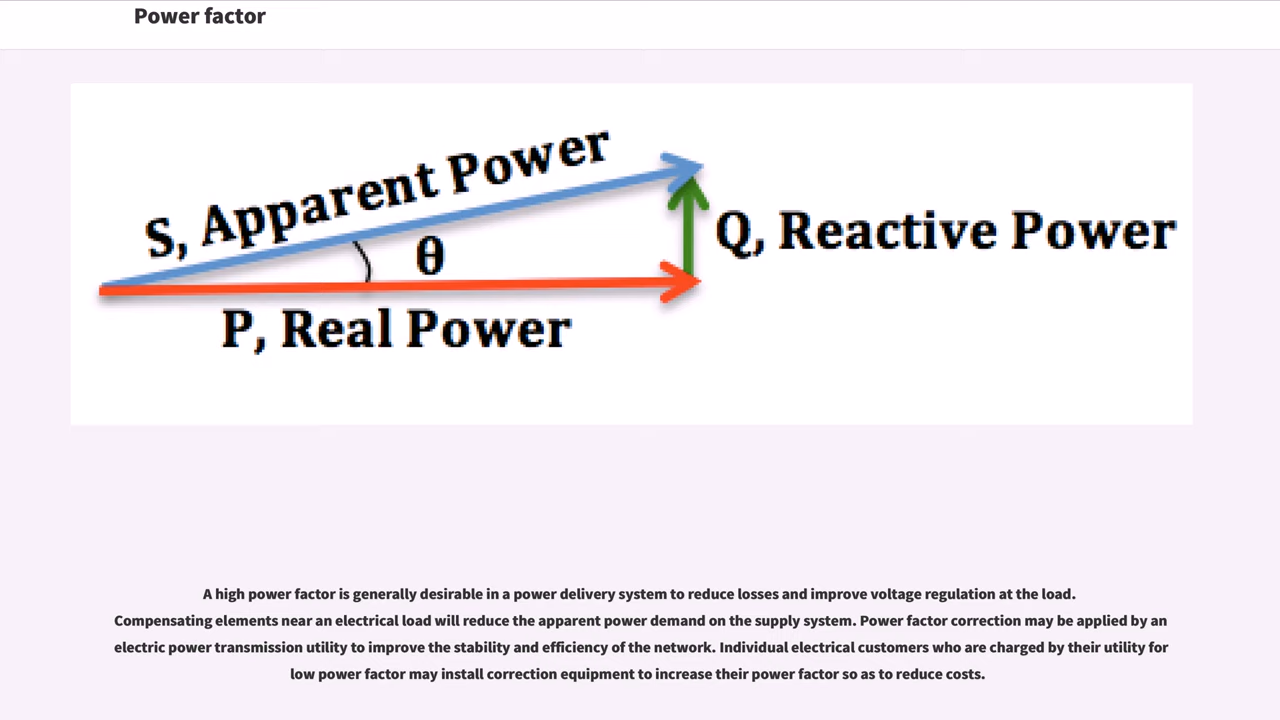 Power factor
S, Apparent Power
θ
Q, Reactive Power
P, Real Power
A high power factor is generally desirable in a power delivery system to reduce losses and improve voltage regulation at the load.
Compensating elements near an electrical load will reduce the apparent power demand on the supply system. Power factor correction may be applied by an
electric power transmission utility to improve the stability and efficiency of the network. Individual electrical customers who are charged by their utility for
low power factor may install correction equipment to increase their power factor so as to reduce costs.